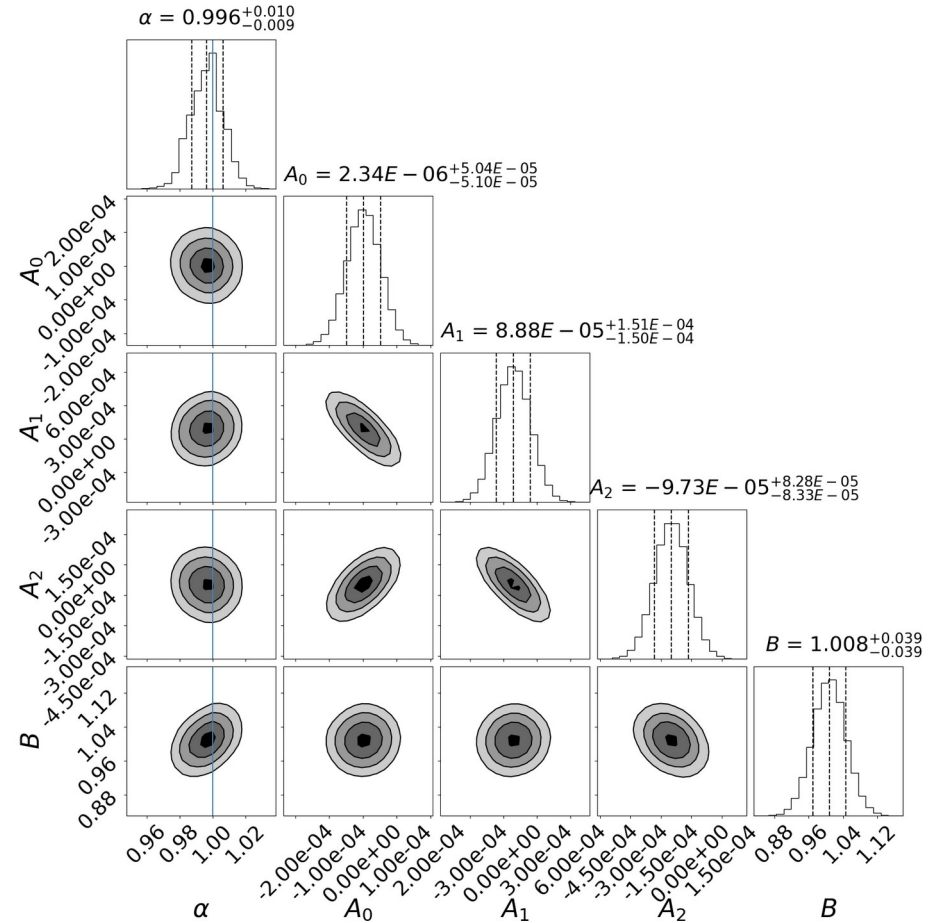 α = 0.996 +0.010 −0.009
A0 = 2.34E − 06 +5.04E − 05 −5.10E − 05
A0
2.00e-04
1.00e-04
0.00e+00
-1.00e-04
-2.00e-04
A1 = 8.88E − 05 +1.51E − 04 −1.50E − 04
A1
6.00e-04
3.00e-04
0.00e+00
-3.00e-04
A2 = −9.73E − 05 +8.28E − 05 −8.33E − 05
A2
1.50e-04
0.00e+00
-1.50e-04
-3.00e-04
-4.50e-04
B = 1.008 +0.039 −0.039
B
1.12
1.04
0.96
0.88
0.96 0.98 1.00 1.02
-2.00e-04 -1.00e-04 0.00e+00 1.00e-04 2.00e-04
-3.00e-04 0.00e+00 3.00e-04 6.00e-04
-4.50e-04 -3.00e-04 -1.50e-04 0.00e+00 1.50e-04
0.88 0.96 1.04 1.12
α A0 A1 A2 B